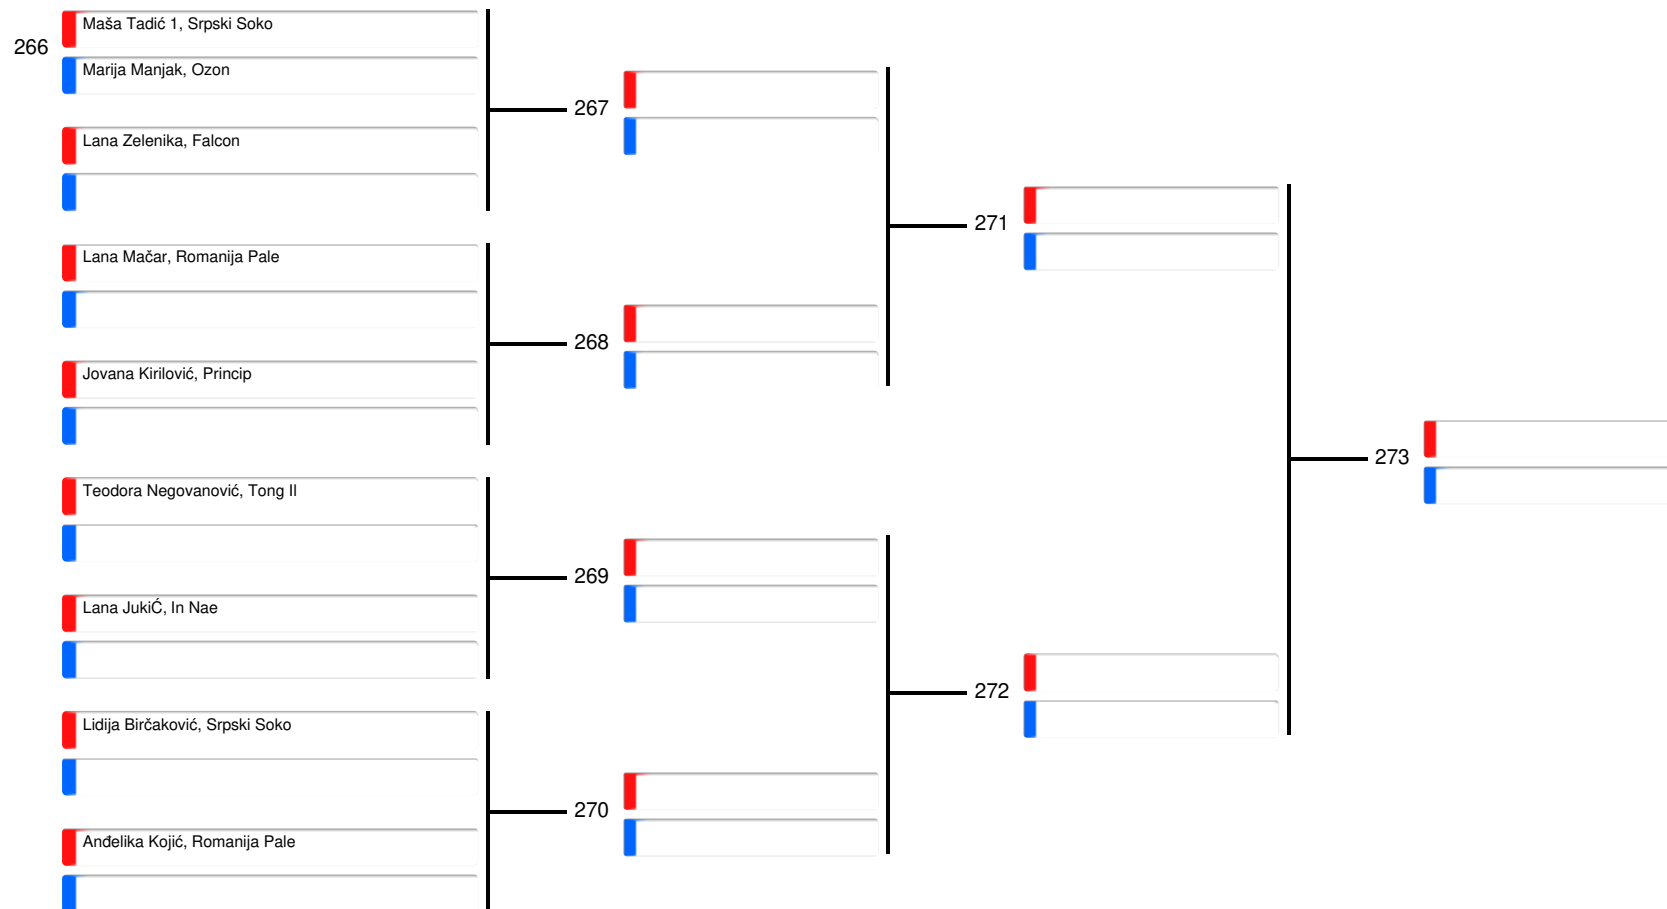 Maša Tadić 1, Srpski Soko
266
Marija Manjak, Ozon
267
Lana Zelenika, Falcon
271
Lana Mačar, Romanija Pale
268
Jovana Kirilović, Princip
273
Teodora Negovanović, Tong Il
269
Lana JukiĆ, In Nae
272
Lidija Birčaković, Srpski Soko
270
Anđelika Kojić, Romanija Pale